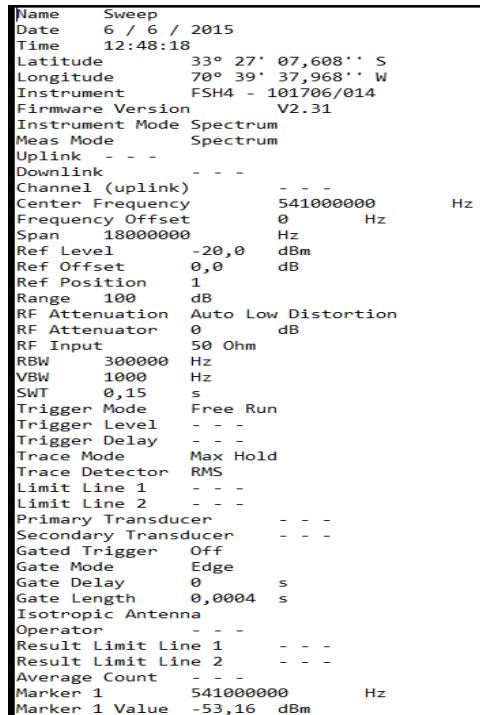 Name Sweep
Date 6 / 6 / 2015
Time 12:48:18
Latitude 33° 27' 07,608'' S
Longitude 70° 39' 37,968'' W
Instrument FSH4 - 101706/014
Firmware Version V2.31
Instrument Mode Spectrum
Meas Mode Spectrum
Uplink - - -
Downlink - - -
Channel (uplink) - - -
Center Frequency 541000000 Hz
Frequency Offset 0 Hz
Span 18000000 Hz
Ref Level -20,0 dBm
Ref Offset 0,0 dB
Ref Position 1
Range 100 dB
RF Attenuation Auto Low Distortion
RF Attenuator 0 dB
RF Input 50 Ohm
RBW 300000 Hz
VBW 1000 Hz
SWT 0,15 s
Trigger Mode Free Run
Trigger Level - - -
Trigger Delay - - -
Trace Mode Max Hold
Trace Detector RMS
Limit Line 1 - - -
Limit Line 2 - - -
Primary Transducer - - -
Secondary Transducer - - -
Gated Trigger Off
Gate Mode Edge
Gate Delay 0 s
Gate Length 0,0004 s
Isotropic Antenna
Operator - - -
Result Limit Line 1 - - -
Result Limit Line 2 - - -
Average Count - - -
Marker 1 541000000 Hz
Marker 1 Value -53,16 dBm